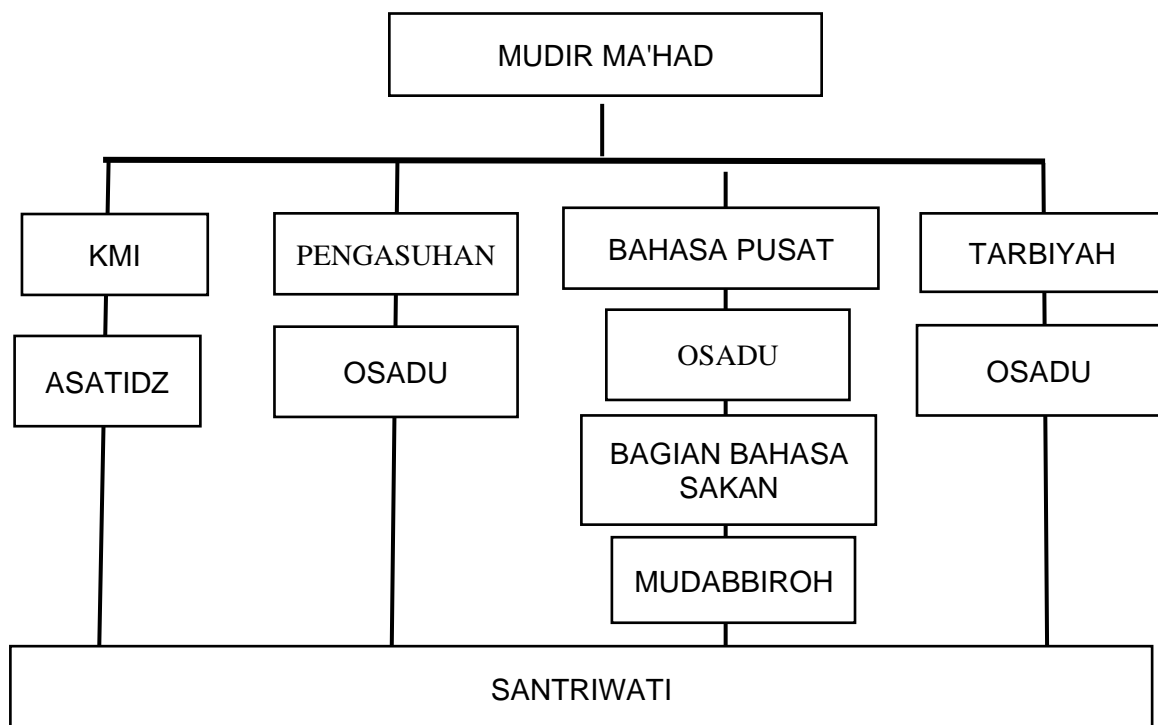 MUDIR MA'HAD
KMI
PENGASUHAN
BAHASA PUSAT
TARBIYAH
ASATIDZ
OSADU
OSADU
OSADU
BAGIAN BAHASA
SAKAN
MUDABBIROH
SANTRIWATI